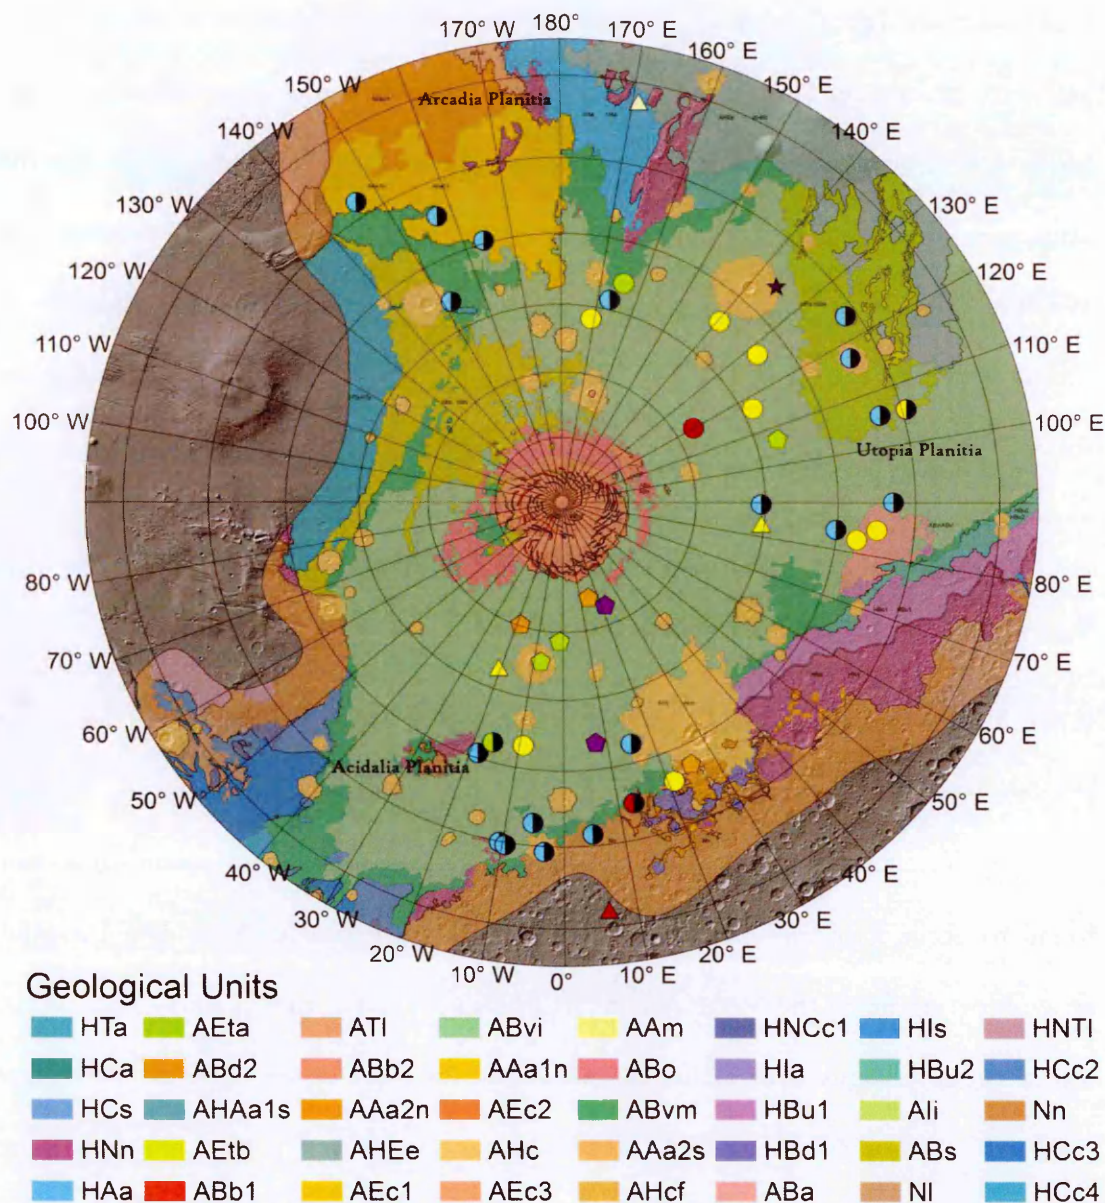 180°
170° W
170° E
160° E
150° W
150° E
Arcadia Planitia
140° W
140° E
130° W
130° E
120° W
120° E
110° W
110° E
100° W
100° E
Utopia Planitia
80° W
80° E
70° W
70° E
60° W
60° E
Acidalia Planitia
50° W
50° E
40° W
40° E
30° W
30° E
20° W
20° E
10° W
0°
10° E
Geological Units
HTa AEta ATl ABvi AAm HNCc1 HIs HNTl
HCa ABd2 ABb2 AAa1n ABo HIa HBu2 HCc2
HCs AHAa1s AAa2n AEc2 ABvm HBu1 Ali Nn
HNn AEtb AHEe AHc AAa2s HBd1 ABs HCc3
HAa ABb1 AEc1 AEc3 AHcf ABa Nl HCc4